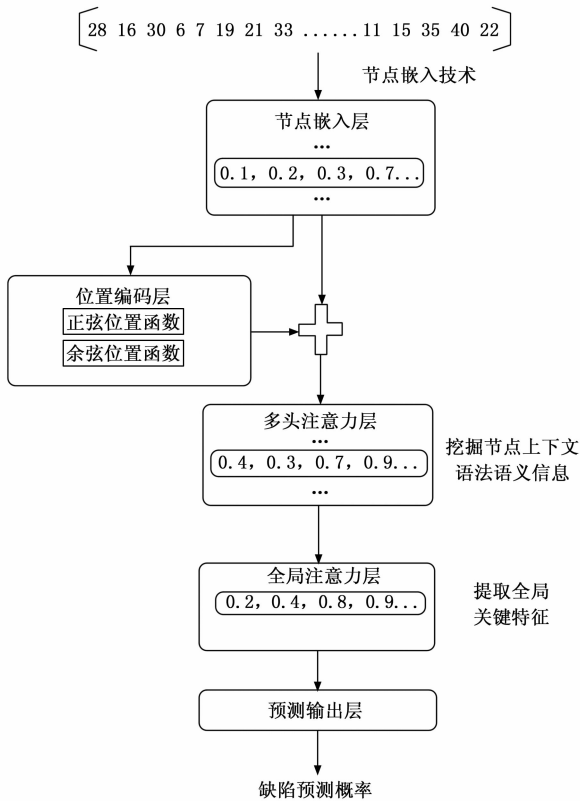 28 16 30 6 7 19 21 33 ......11 15 35 40 22
节点嵌入技术
节点嵌入层
...
0.1, 0.2, 0.3, 0.7...
...
位置编码层
正弦位置函数
余弦位置函数
多头注意力层
...
0.4, 0.3, 0.7, 0.9...
...
挖掘节点上下文
语法语义信息
全局注意力层
0.2, 0.4, 0.8, 0.9...
提取全局
关键特征
预测输出层
缺陷预测概率